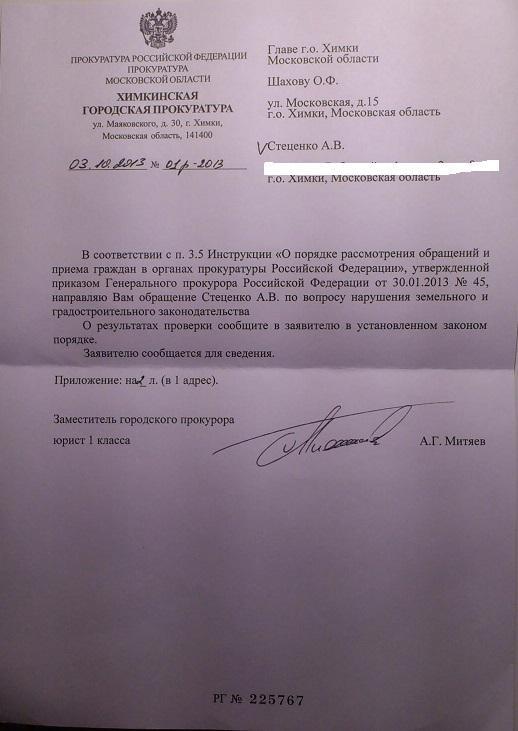 ПРОКУРАТУРА РОССИЙСКОЙ ФЕДЕРАЦИИ
ПРОКУРАТУРА
МОСКОВСКОЙ ОБЛАСТИ
ХИМКИНСКАЯ
ГОРОДСКАЯ ПРОКУРАТУРА
ул. Маяковского, д. 30, г. Химки,
Московская область, 141400
03.10.2013 № 01р-2013
Главе г.о. Химки
Московской области
Шахову О.Ф.
ул. Московская, д.15
г.о. Химки, Московская область
Стеценко А.В.
г.о. Химки, Московская область
В соответствии с п. 3.5 Инструкции «О порядке рассмотрения обращений и
приема граждан в органах прокуратуры Российской Федерации», утвержденной
приказом Генерального прокурора Российской Федерации от 30.01.2013 № 45,
направляю Вам обращение Стеценко А.В. по вопросу нарушения земельного и
градостроительного законодательства
О результатах проверки сообщите в заявителю в установленном законом
порядке.
Заявителю сообщается для сведения.
Приложение: на 2 л. (в 1 адрес).
Заместитель городского прокурора
юрист 1 класса
А.Г. Митяев
РГ № 225767